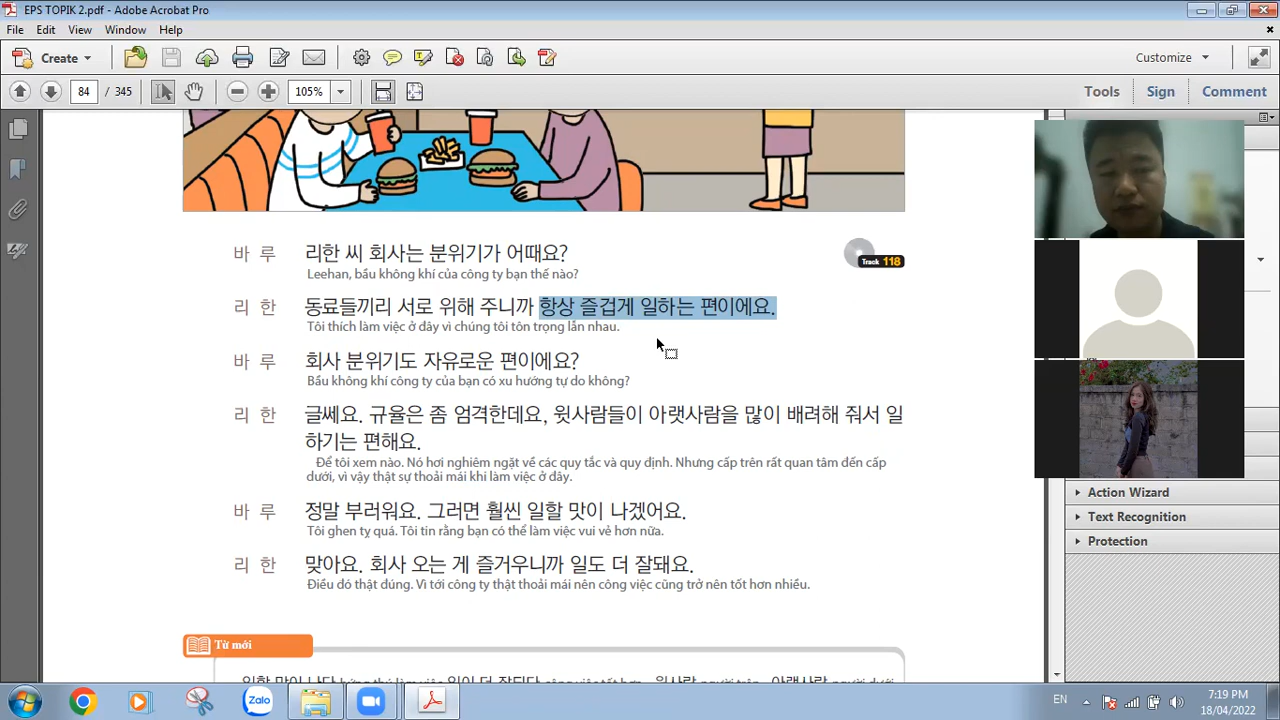 EPS TOPIK 2.pdf - Adobe Acrobat Pro
File Edit View Window Help
Create
Customize
84 / 345
105%
Tools Sign Comment
바 루 리한 씨 회사는 분위기가 어때요?
Leehan, bầu không khí của công ty bạn thế nào?
Track 118
리 한 동료들끼리 서로 위해 주니까 항상 즐겁게 일하는 편이에요.
Tôi thích làm việc ở đây vì chúng tôi tôn trọng lẫn nhau.
바 루 회사 분위기도 자유로운 편이에요?
Bầu không khí công ty của bạn có xu hướng tự do không?
리 한 글쎄요. 규율은 좀 엄격한데요, 윗사람들이 아랫사람을 많이 배려해 줘서 일
하기는 편해요.
Để tôi xem nào. Nó hơi nghiêm ngặt về các quy tắc và quy định. Nhưng cấp trên rất quan tâm đến cấp
dưới, vì vậy thật sự thoải mái khi làm việc ở đây.
바 루 정말 부러워요. 그러면 훨씬 일할 맛이 나겠어요.
Tôi ghen tỵ quá. Tôi tin rằng bạn có thể làm việc vui vẻ hơn nữa.
리 한 맞아요. 회사 오는 게 즐거우니까 일도 더 잘돼요.
Điều đó thật đúng. Vì tới công ty thật thoải mái nên công việc cũng trở nên tốt hơn nhiều.
Từ mới
Action Wizard
Text Recognition
Protection
Zalo
EN
7:19 PM
18/04/2022